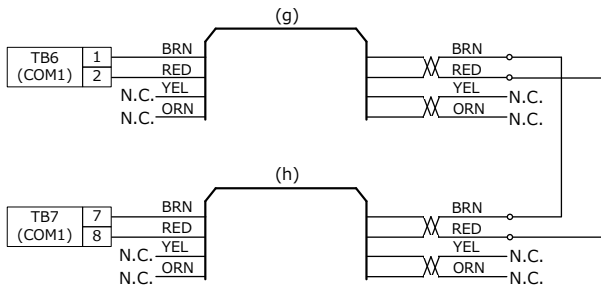 (g)
TB6 (COM1) 1 BRN BRN
2 RED RED
N.C. YEL YEL N.C.
N.C. ORN ORN N.C.
(h)
TB7 (COM1) 7 BRN BRN
8 RED RED
N.C. YEL YEL N.C.
N.C. ORN ORN N.C.